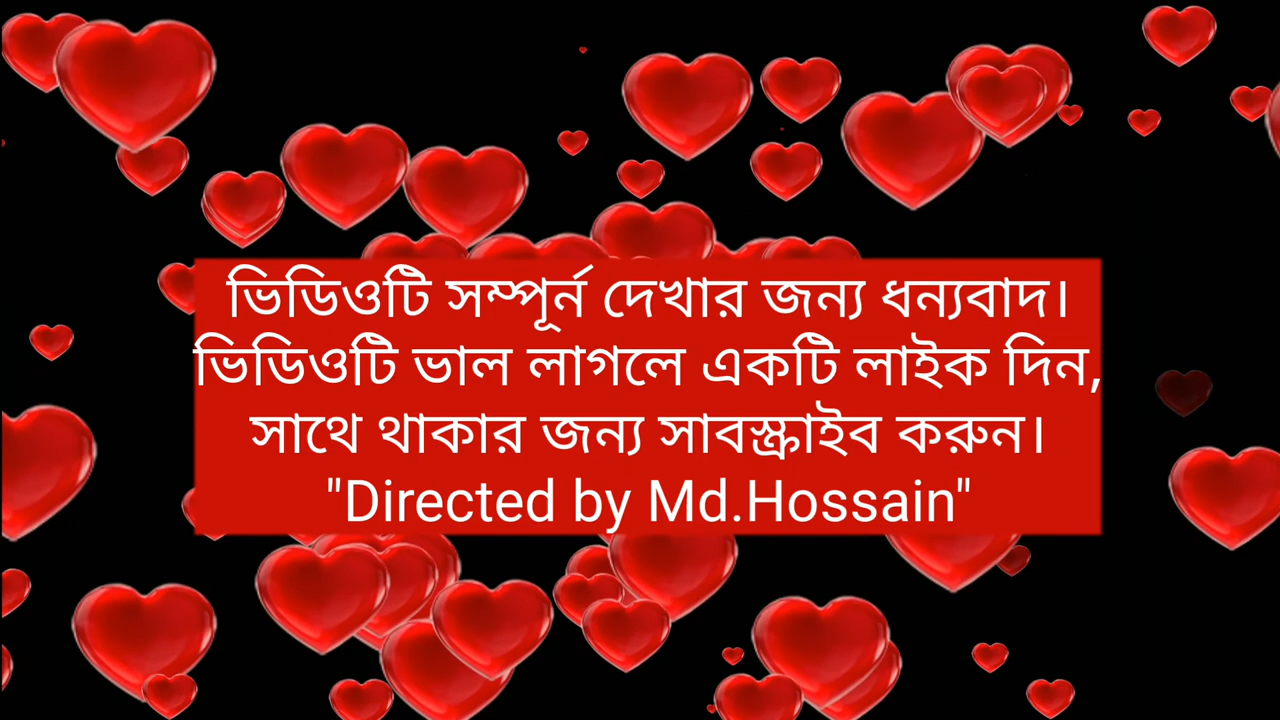 ভিডিওটি সম্পূর্ন দেখার জন্য ধন্যবাদ।
ভিডিওটি ভাল লাগলে একটি লাইক দিন,
সাথে থাকার জন্য সাবস্ক্রাইব করুন।
"Directed by Md.Hossain"